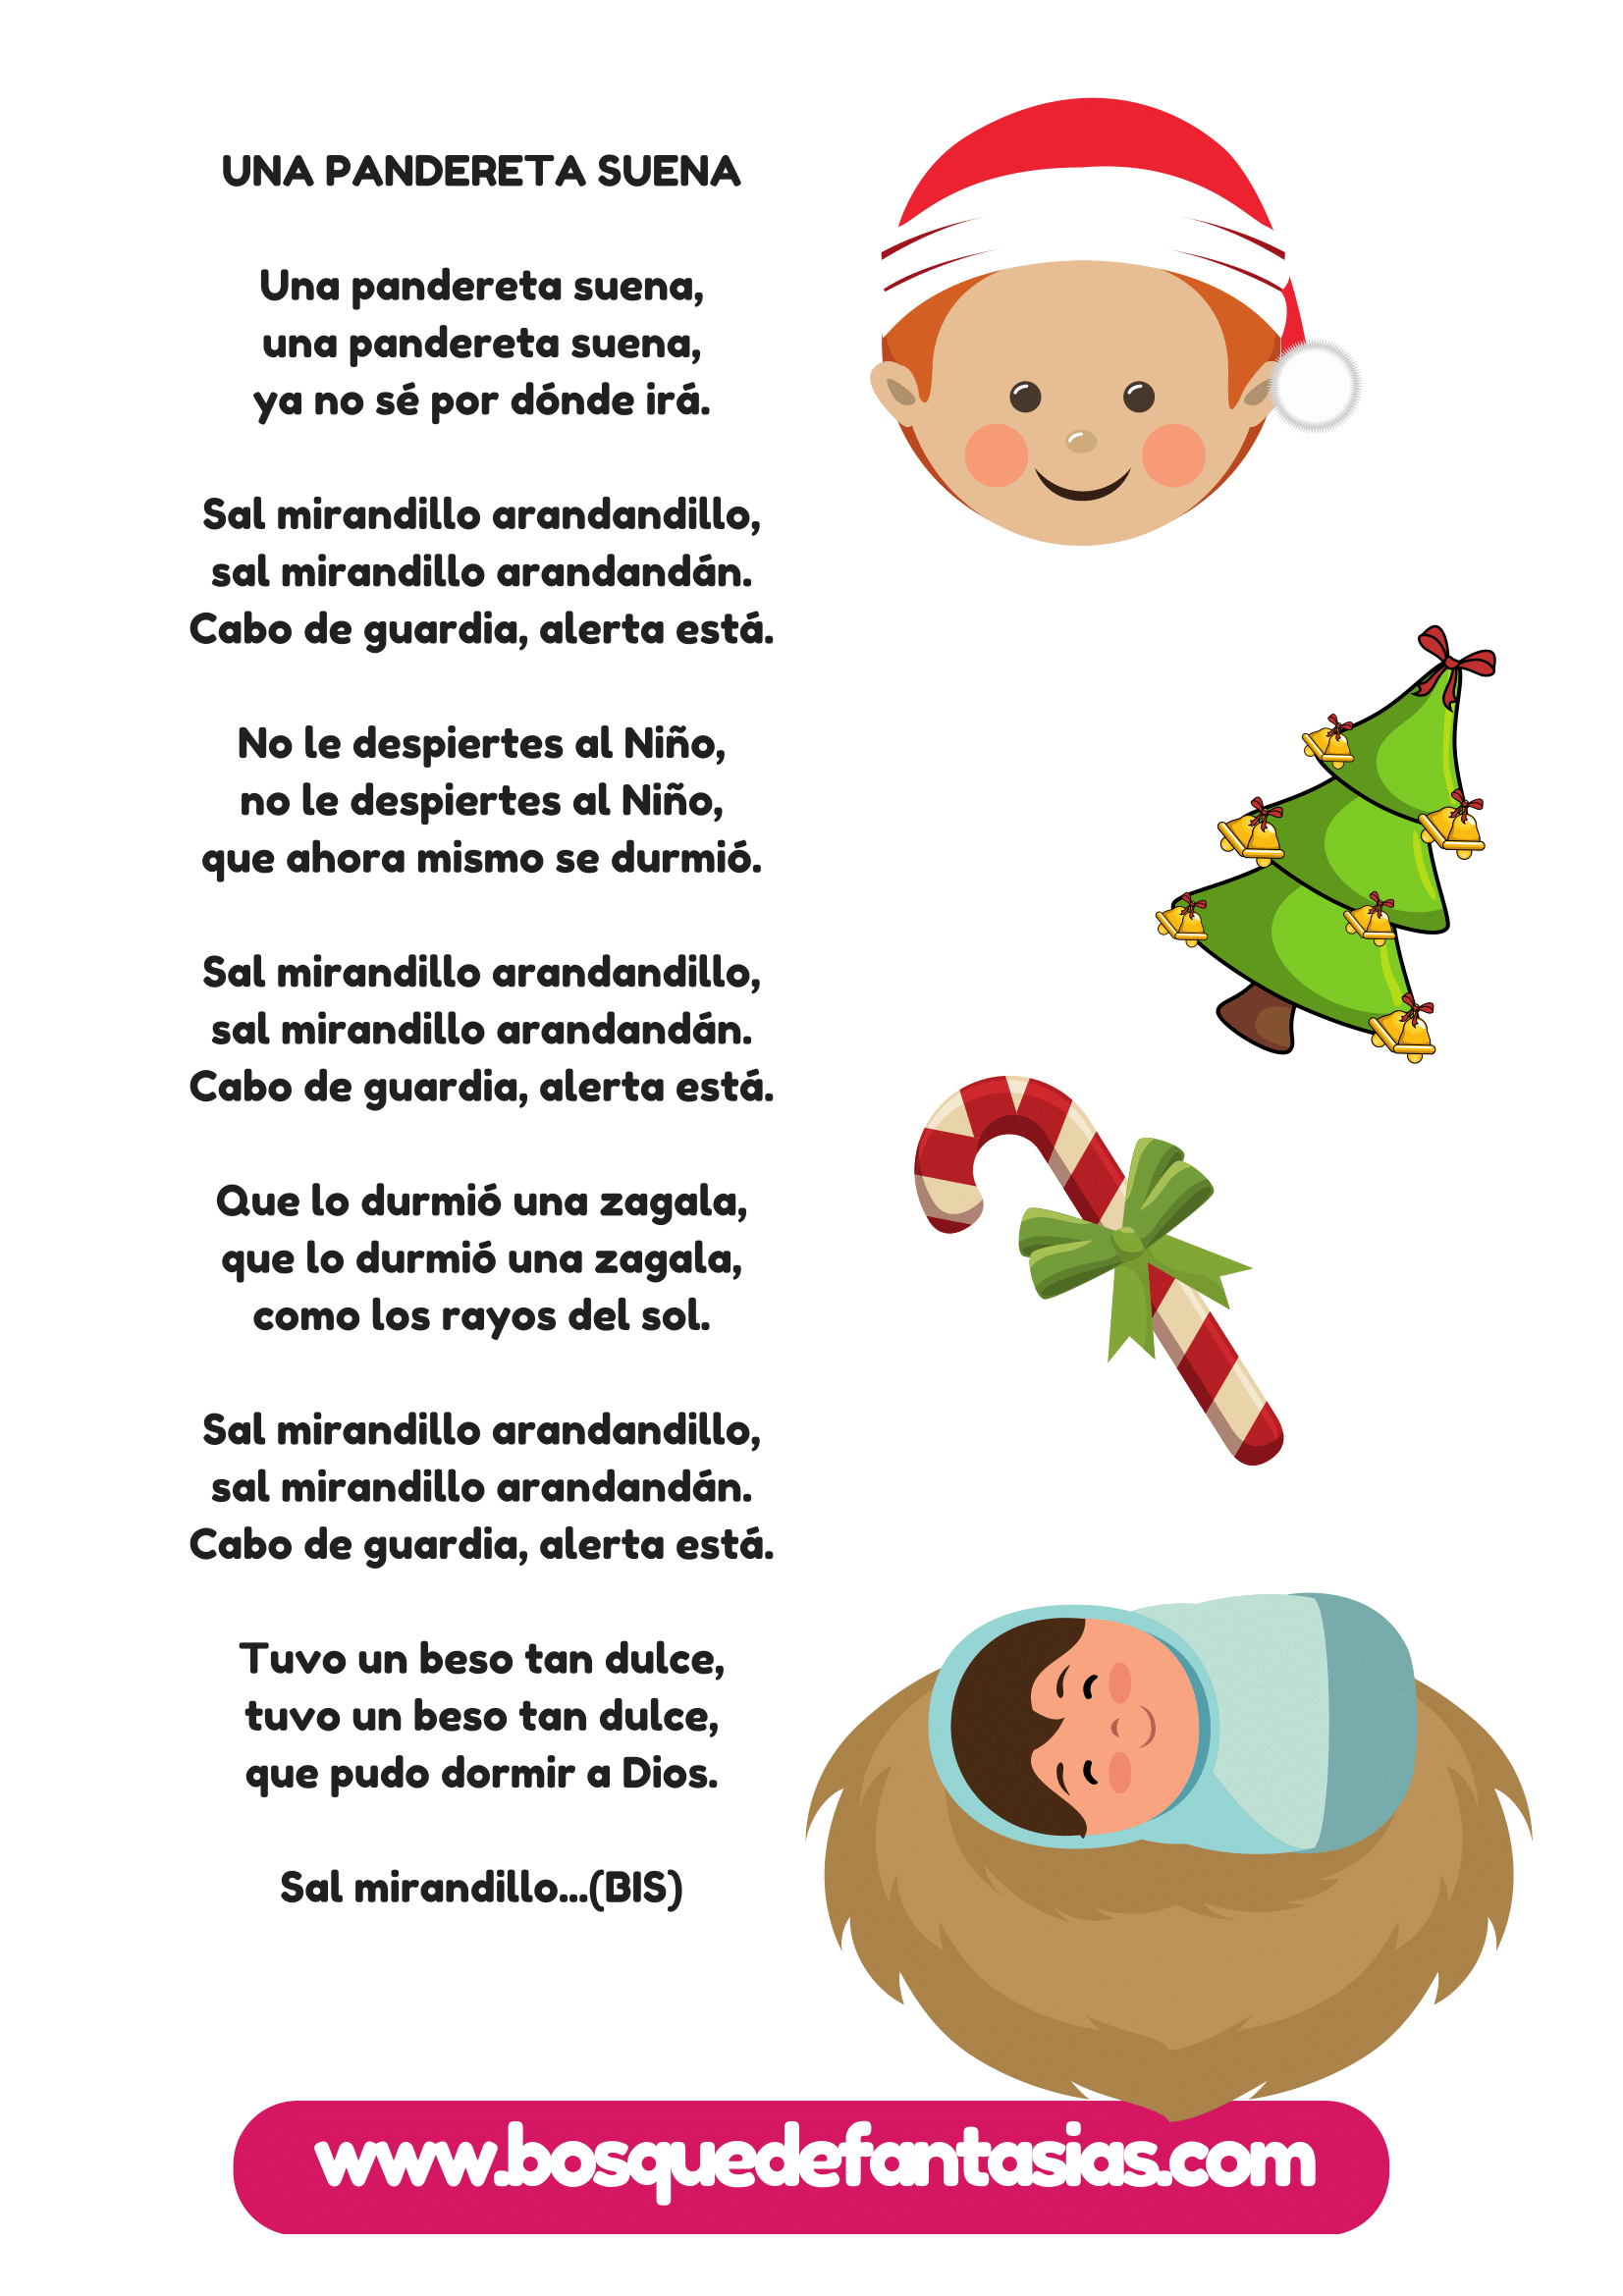 UNA PANDERETA SUENA
Una pandereta suena,
una pandereta suena,
ya no sé por dónde irá.
Sal mirandillo arandandillo,
sal mirandillo arandandán.
Cabo de guardia, alerta está.
No le despiertes al Niño,
no le despiertes al Niño,
que ahora mismo se durmió.
Sal mirandillo arandandillo,
sal mirandillo arandandán.
Cabo de guardia, alerta está.
Que lo durmió una zagala,
que lo durmió una zagala,
como los rayos del sol.
Sal mirandillo arandandillo,
sal mirandillo arandandán.
Cabo de guardia, alerta está.
Tuvo un beso tan dulce,
tuvo un beso tan dulce,
que pudo dormir a Dios.
Sal mirandillo...(BIS)
www.bosquedefantasias.com